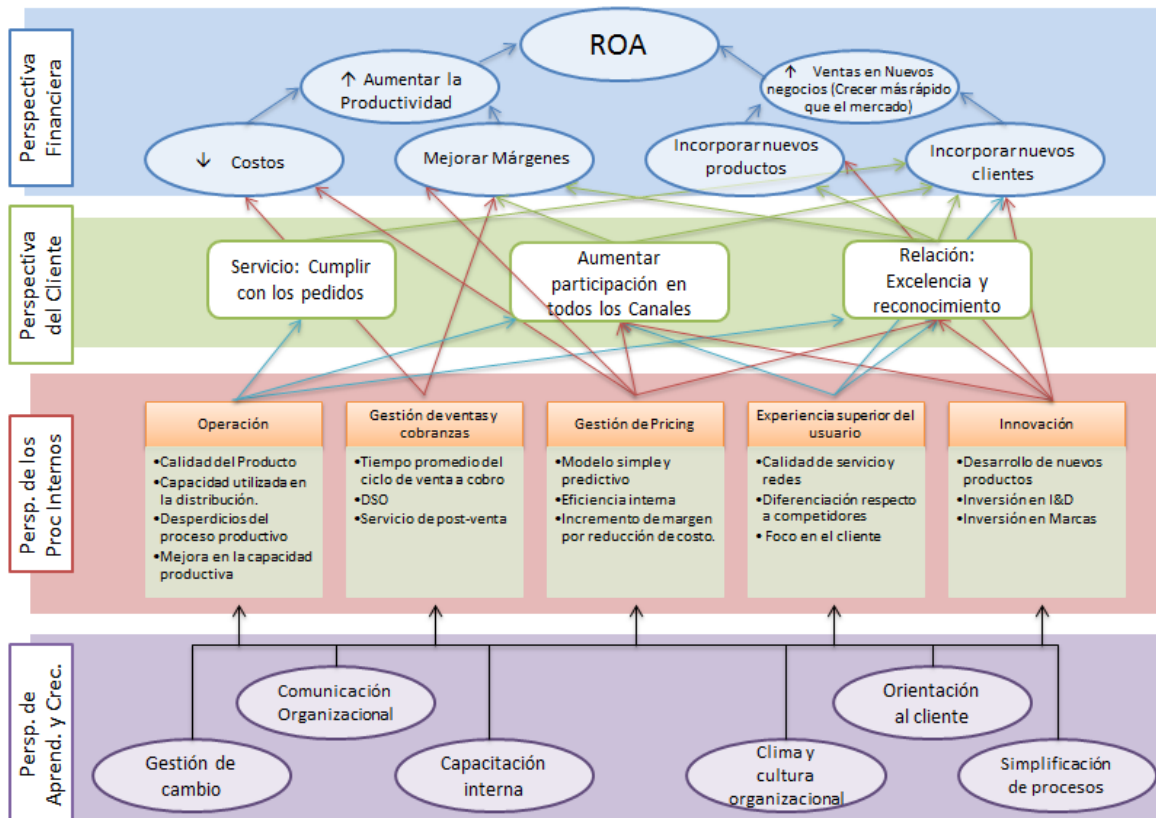 Perspectiva
Financiera
ROA
↑ Aumentar la
Productividad
↑ Ventas en Nuevos
negocios (Crecer más rápido
que el mercado)
↓ Costos
Mejorar Márgenes
Incorporar nuevos
productos
Incorporar nuevos
clientes
Perspectiva
del Cliente
Servicio: Cumplir
con los pedidos
Aumentar
participación en
todos los Canales
Relación:
Excelencia y
reconocimiento
Persp. de los
Proc Internos
Operación
•Calidad del Producto
•Capacidad utilizada
en la distribución.
•Desperdicios del
proceso productivo
•Mejora en la capacidad
productiva
Gestión de ventas y
cobranzas
•Tiempo promedio del
ciclo de venta a cobro
•DSO
•Servicio de post-venta
Gestión de Pricing
•Modelo simple y
predictivo
•Eficiencia interna
•Incremento de margen
por reducción de costo.
Experiencia superior del
usuario
•Calidad de servicio y
redes
•Diferenciación respecto
a competidores
• Foco en el cliente
Innovación
•Desarrollo de nuevos
productos
•Inversión en I&D
•Inversión en Marcas
Persp. de
Aprend. y Crec.
Comunicación
Organizacional
Orientación
al cliente
Gestión de
cambio
Capacitación
interna
Clima y
cultura
organizacional
Simplificación
de procesos